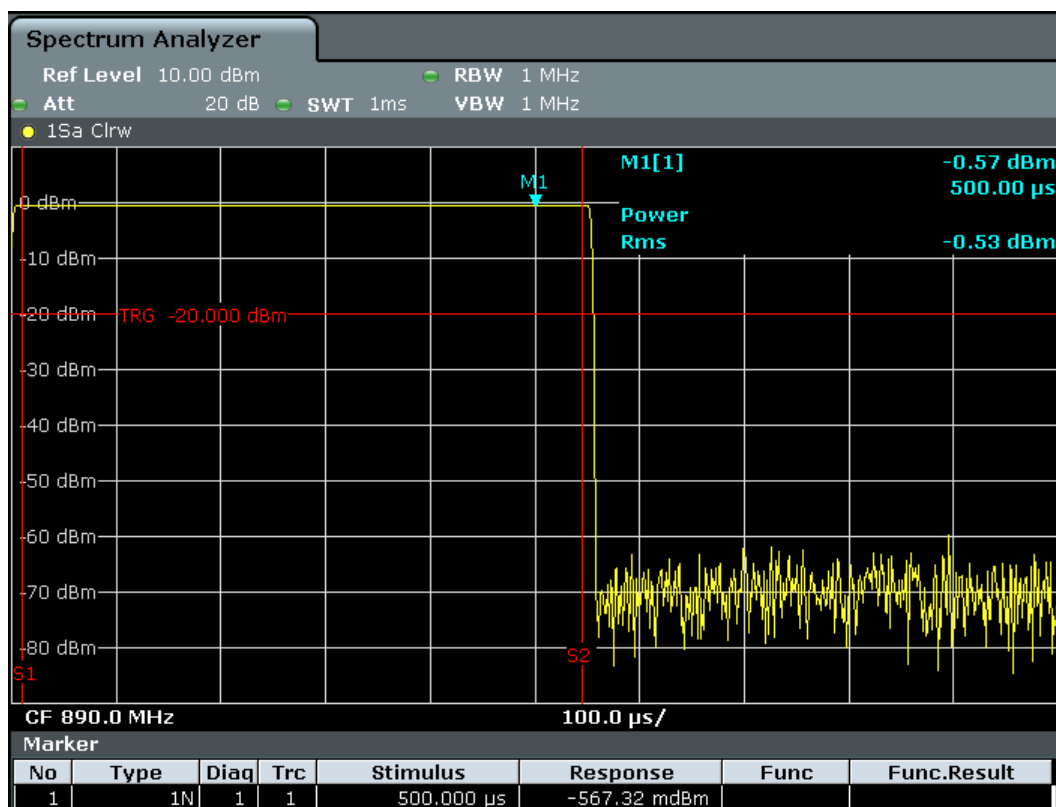 Spectrum Analyzer
Ref Level 10.00 dBm RBW 1 MHz
Att 20 dB SWT 1ms VBW 1 MHz
1Sa Clrw
M1[1] -0.57 dBm
500.00 µs
M1
0 dBm
Power
Rms -0.53 dBm
-10 dBm
-20 dBm TRG -20.000 dBm
-30 dBm
-40 dBm
-50 dBm
-60 dBm
-70 dBm
-80 dBm
S1 S2
CF 890.0 MHz 100.0 µs/
Marker
No Type Diaq Trc Stimulus Response Func Func.Result
1 1N 1 1 500.000 µs -567.32 mdBm